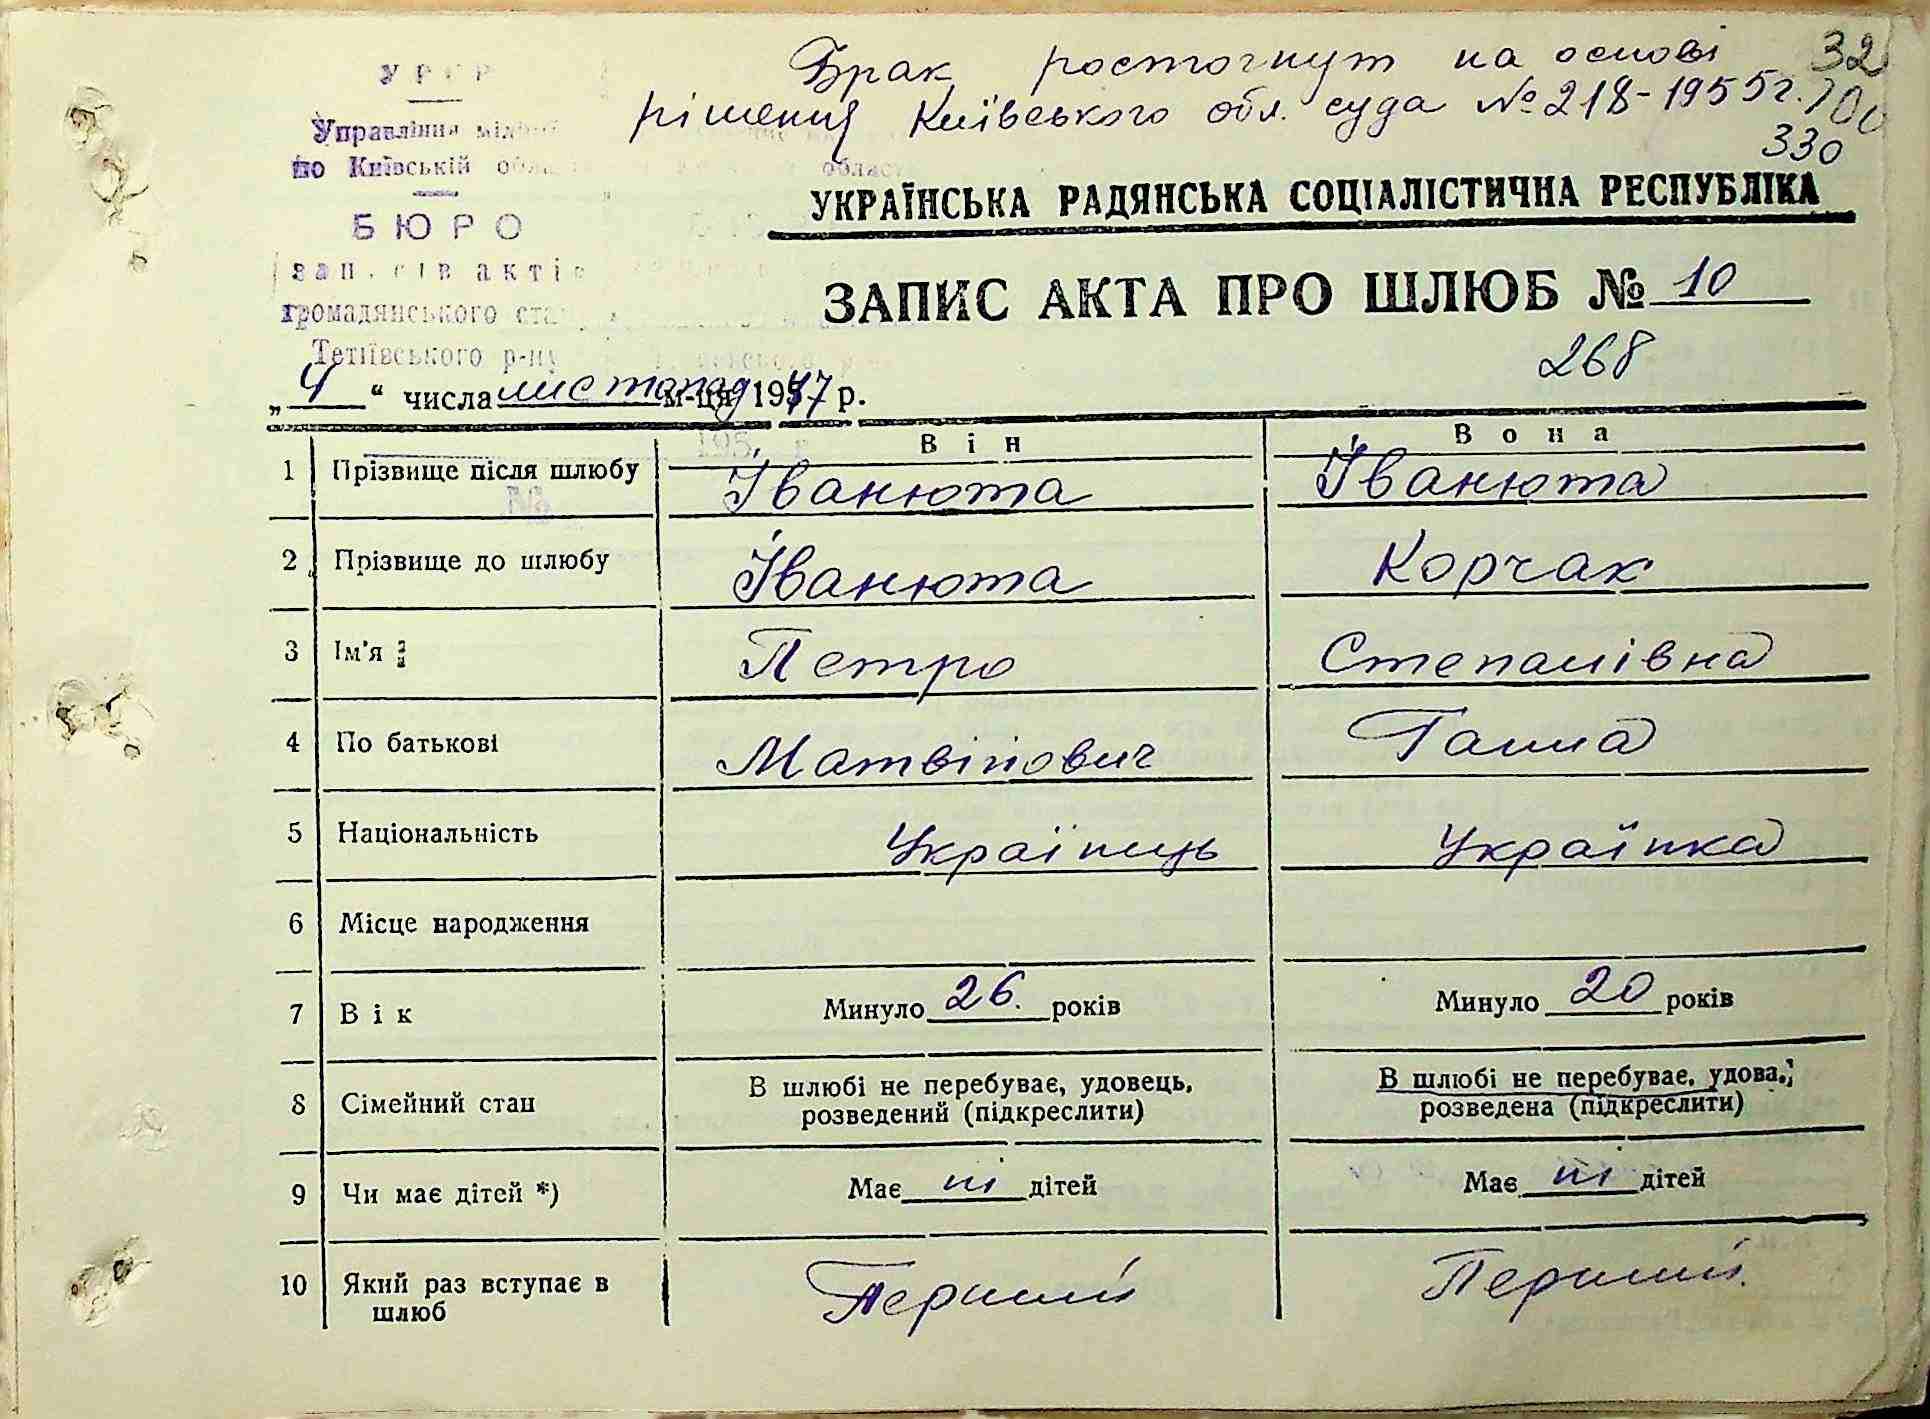 Брак росторгнут на основі 32
рішення Київського обл. суда № 218-1955г.
330
УРСР
Управління міліції
по Київській області
БЮРО
записів актів
громадянського стану
Тетіївського р-ну
УКРАЇНСЬКА РАДЯНСЬКА СОЦІАЛІСТИЧНА РЕСПУБЛІКА
ЗАПИС АКТА ПРО ШЛЮБ № 10
268
„4“ числа листопад м-ця 1947 р.
Він Вона
1 Прізвище після шлюбу Іванюта Іванюта
2 Прізвище до шлюбу Іванюта Корчак
3 Ім'я Петро Степанівна
4 По батькові Матвійович Ганна
5 Національність Українець Українка
6 Місце народження
7 Вік Минуло 26. років Минуло 20 років
8 Сімейний стан В шлюбі не перебуває, удовець, В шлюбі не перебуває, удова,
розведений (підкреслити) розведена (підкреслити)
9 Чи має дітей *) Має ні дітей Має ні дітей
10 Який раз вступає в Перший Перший.
шлюб